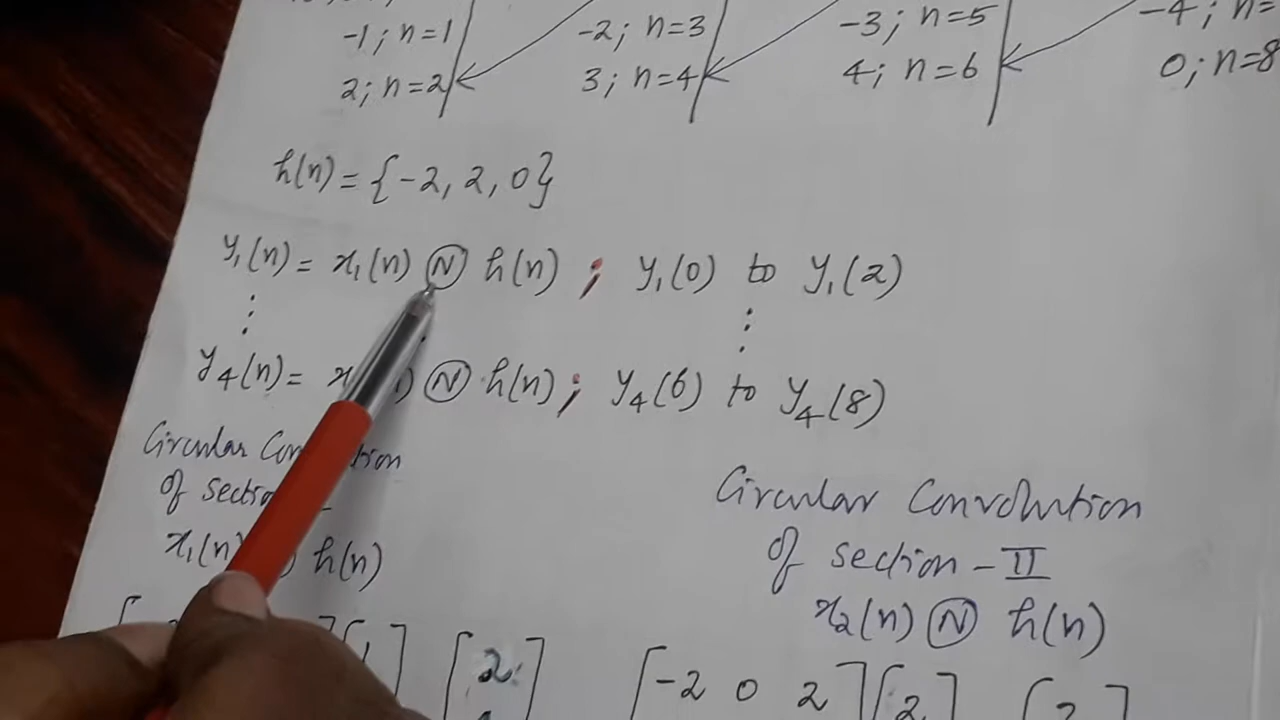 -1; n=1 -2; n=3 -3; n=5 -4; n=
2; n=2 3; n=4 4; n=6 0; n=8
h(n) = {-2, 2, 0}
y₁(n) = x₁(n) Ⓝ h(n) ; y₁(0) to y₁(2)
⋮ ⋮
y₄(n) = Ⓝ h(n); y₄(6) to y₄(8)
Circular
of
x₁(n) h(n)
Circular Convolution
of section - II
x₂(n) Ⓝ h(n)
2
-2 0 2 2